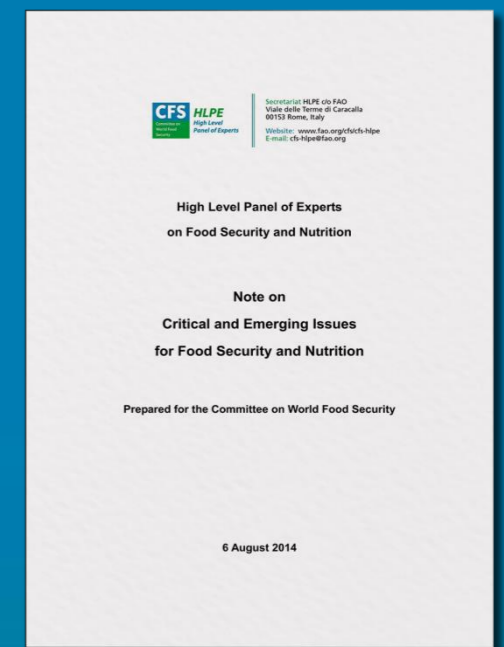 CFS
Committee on
World Food
Security
HLPE
High Level
Panel of Experts
Secretariat HLPE c/o FAO
Viale delle Terme di Caracalla
00153 Rome, Italy
Website: www.fao.org/cfs/cfs-hlpe
E-mail: cfs-hlpe@fao.org
High Level Panel of Experts
on Food Security and Nutrition
Note on
Critical and Emerging Issues
for Food Security and Nutrition
Prepared for the Committee on World Food Security
6 August 2014